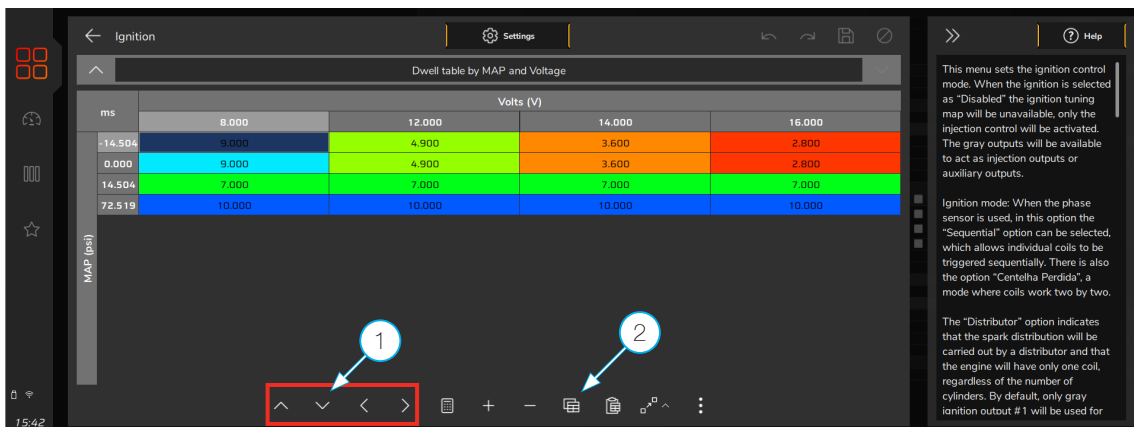 Ignition
Settings
Help
Dwell table by MAP and Voltage
ms
Volts (V)
8.000 12.000 14.000 16.000
MAP (psi)
-14.504 9.000 4.900 3.600 2.800
0.000 9.000 4.900 3.600 2.800
14.504 7.000 7.000 7.000 7.000
72.519 10.000 10.000 10.000 10.000
1
2
15:42
This menu sets the ignition control
mode. When the ignition is selected
as “Disabled” the ignition tuning
map will be unavailable, only the
injection control will be activated.
The gray outputs will be available
to act as injection outputs or
auxiliary outputs.
Ignition mode: When the phase
sensor is used, in this option the
“Sequential” option can be selected,
which allows individual coils to be
triggered sequentially. There is also
the option “Centelha Perdida”, a
mode where coils work two by two.
The “Distributor” option indicates
that the spark distribution will be
carried out by a distributor and that
the engine will have only one coil,
regardless of the number of
cylinders. By default, only gray
ignition output #1 will be used for